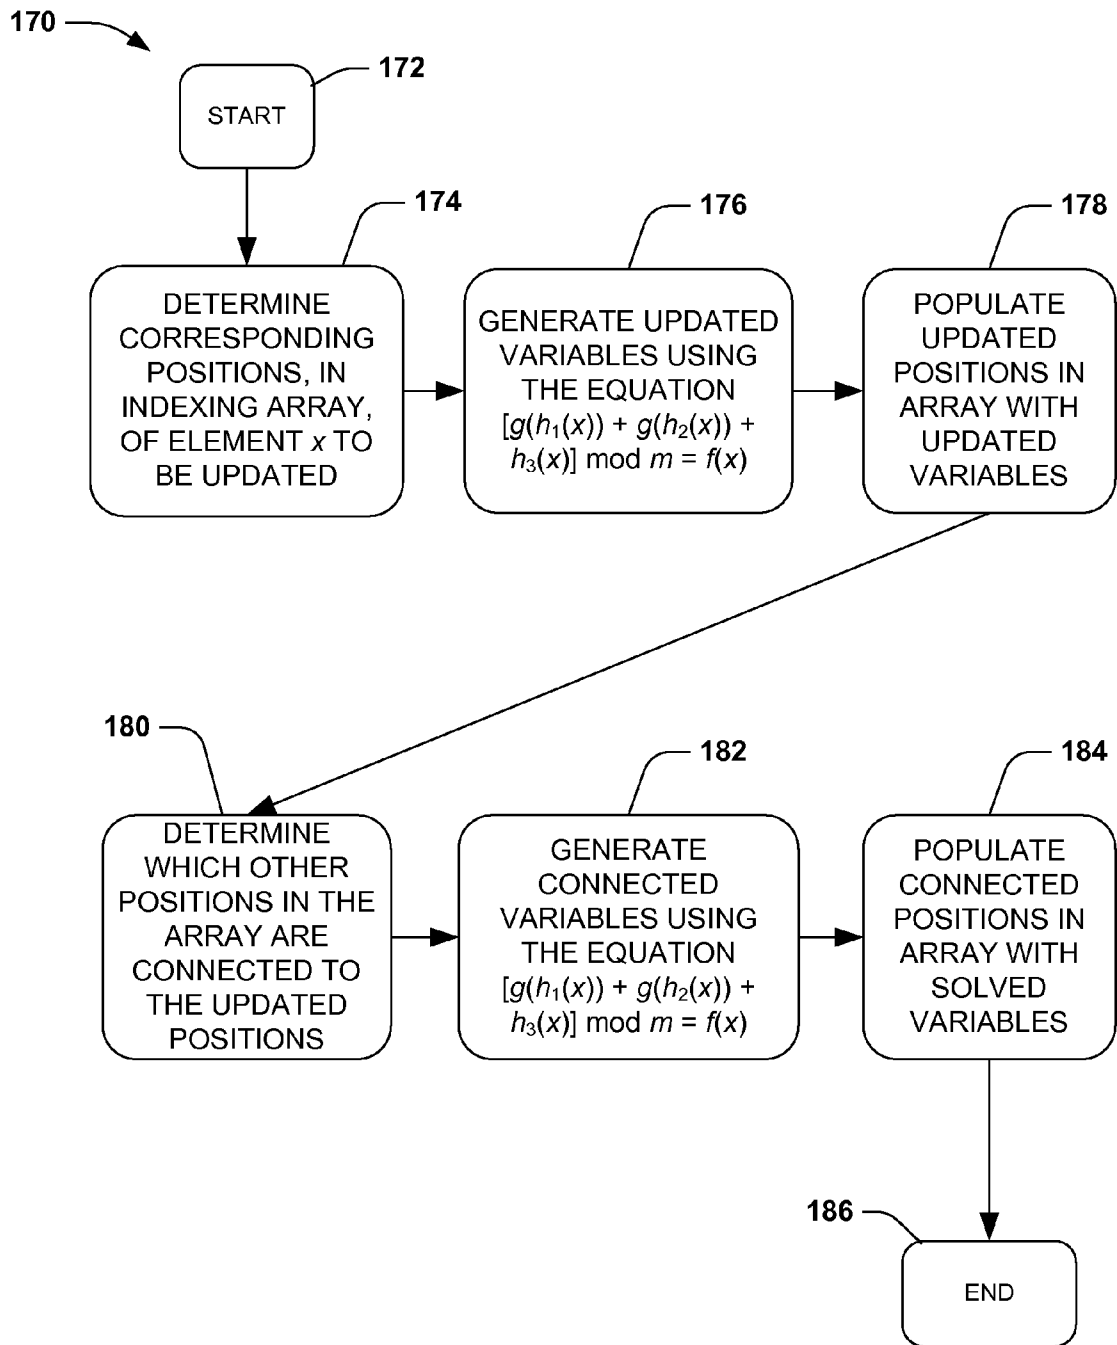 170
172
START
174
DETERMINE
CORRESPONDING
POSITIONS, IN
INDEXING ARRAY,
OF ELEMENT x TO
BE UPDATED
176
GENERATE UPDATED
VARIABLES USING
THE EQUATION
[g(h₁(x)) + g(h₂(x)) +
h₃(x)] mod m = f(x)
178
POPULATE
UPDATED
POSITIONS IN
ARRAY WITH
UPDATED
VARIABLES
180
DETERMINE
WHICH OTHER
POSITIONS IN THE
ARRAY ARE
CONNECTED TO
THE UPDATED
POSITIONS
182
GENERATE
CONNECTED
VARIABLES USING
THE EQUATION
[g(h₁(x)) + g(h₂(x)) +
h₃(x)] mod m = f(x)
184
POPULATE
CONNECTED
POSITIONS IN
ARRAY WITH
SOLVED
VARIABLES
186
END